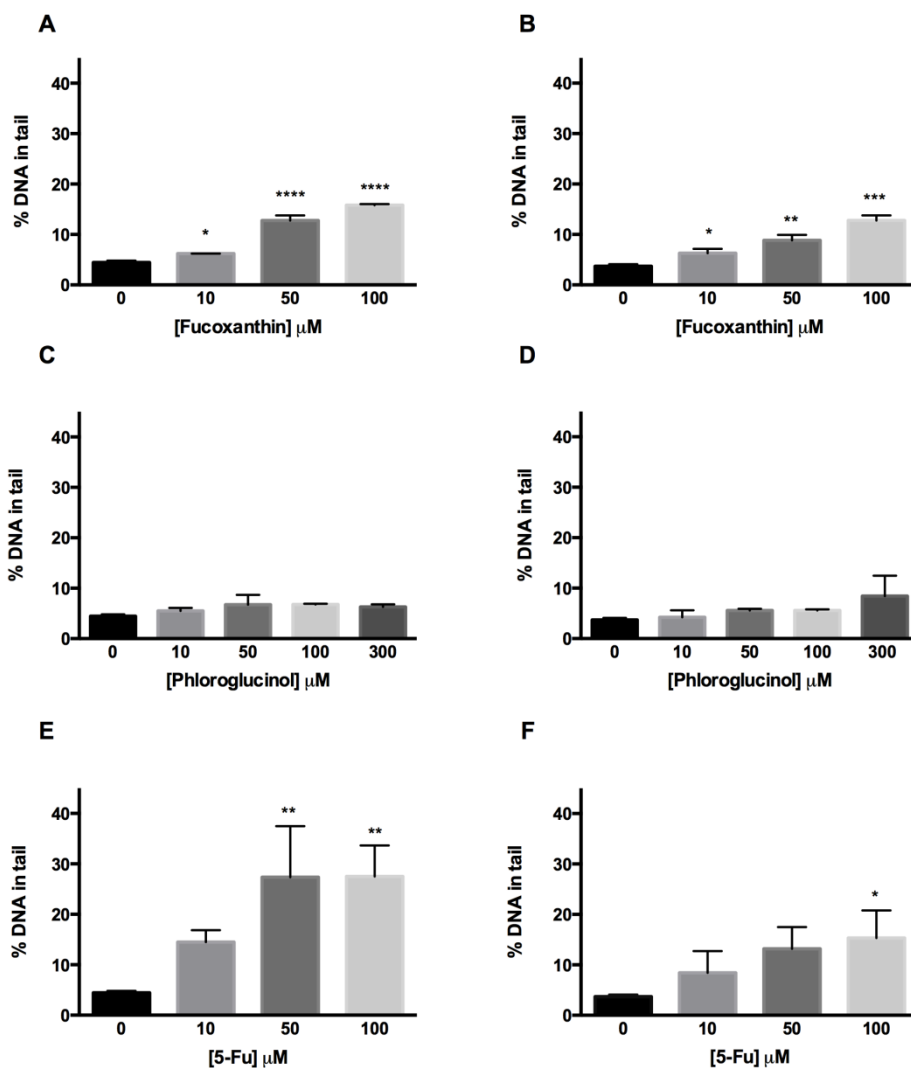 A
% DNA in tail
40
30
20
10
0
*
****
****
0 10 50 100
[Fucoxanthin] μM
B
% DNA in tail
40
30
20
10
0
*
**
***
0 10 50 100
[Fucoxanthin] μM
C
% DNA in tail
40
30
20
10
0
0 10 50 100 300
[Phloroglucinol] μM
D
% DNA in tail
40
30
20
10
0
0 10 50 100 300
[Phloroglucinol] μM
E
% DNA in tail
40
30
20
10
0
**
**
0 10 50 100
[5-Fu] μM
F
% DNA in tail
40
30
20
10
0
*
0 10 50 100
[5-Fu] μM